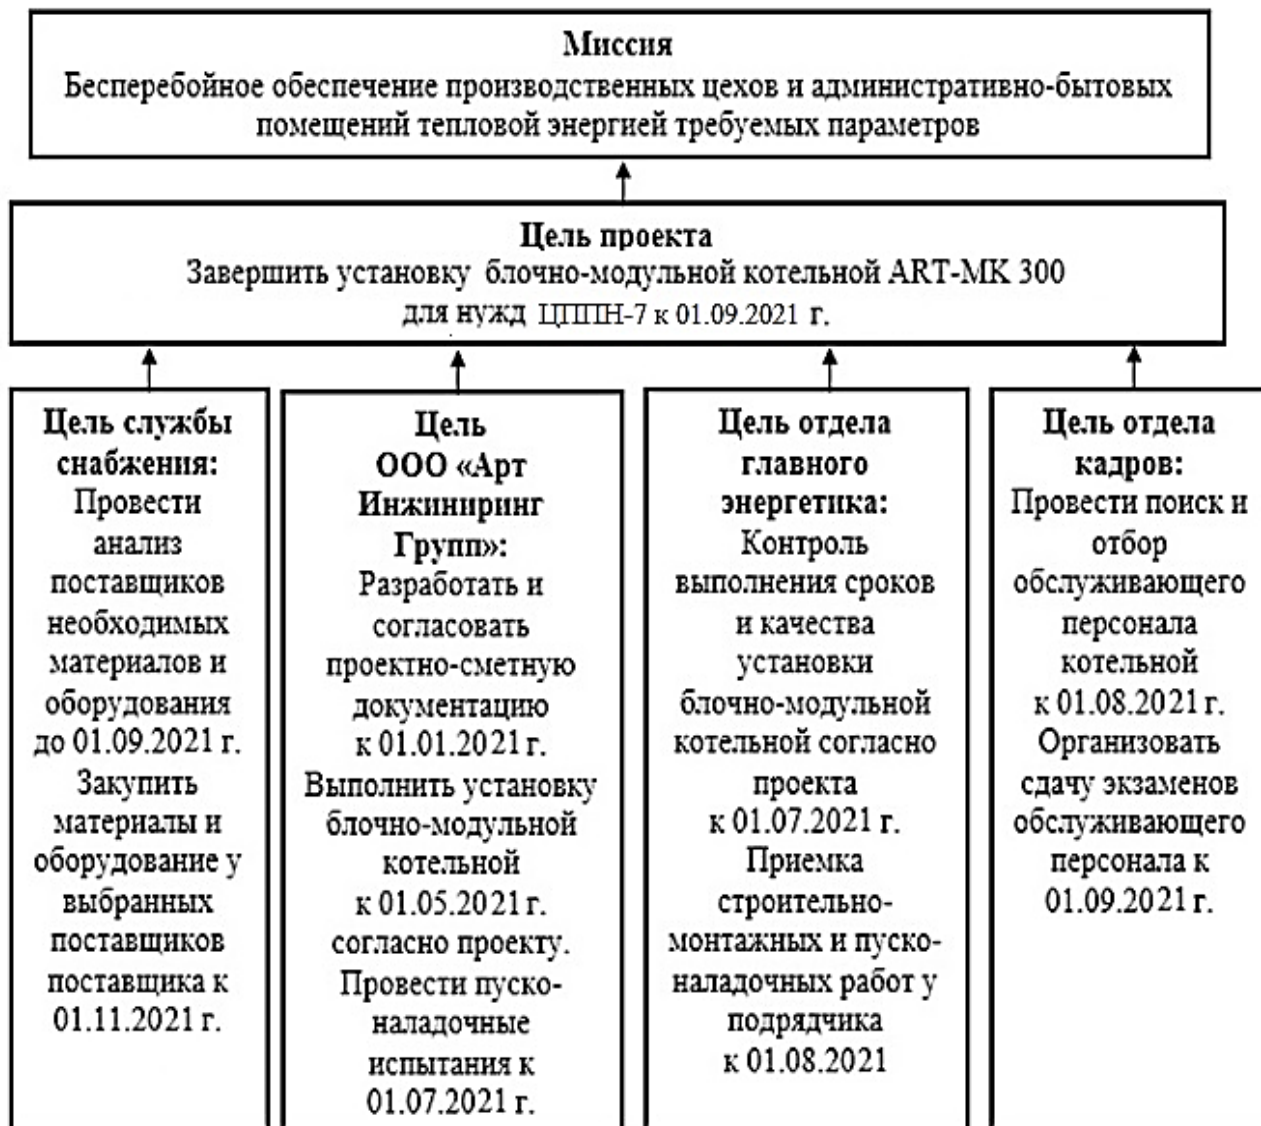 Миссия
Бесперебойное обеспечение производственных цехов и административно-бытовых
помещений тепловой энергией требуемых параметров
Цель проекта
Завершить установку блочно-модульной котельной ART-MK 300
для нужд ЦППН-7 к 01.09.2021 г.
Цель службы
снабжения:
Провести
анализ
поставщиков
необходимых
материалов и
оборудования
до 01.09.2021 г.
Закупить
материалы и
оборудование у
выбранных
поставщиков
поставщика к
01.11.2021 г.
Цель
ООО «Арт
Инжиниринг
Групп»:
Разработать и
согласовать
проектно-сметную
документацию
к 01.01.2021 г.
Выполнить установку
блочно-модульной
котельной
к 01.05.2021 г.
согласно проекту.
Провести пуско-
наладочные
испытания к
01.07.2021 г.
Цель отдела
главного
энергетика:
Контроль
выполнения сроков
и качества
установки
блочно-модульной
котельной согласно
проекта
к 01.07.2021 г.
Приемка
строительно-
монтажных и пуско-
наладочных работ у
подрядчика
к 01.08.2021
Цель отдела
кадров:
Провести поиск и
отбор
обслуживающего
персонала
котельной
к 01.08.2021 г.
Организовать
сдачу экзаменов
обслуживающего
персонала к
01.09.2021 г.